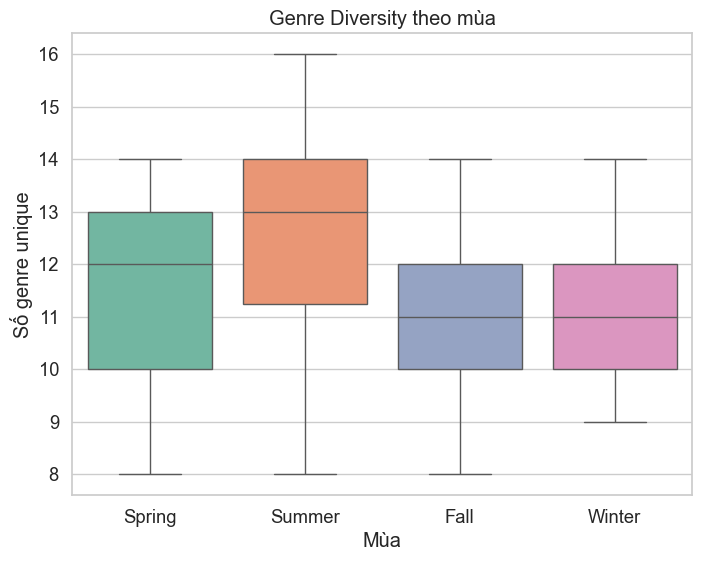 Genre Diversity theo mùa
Số genre unique
16
15
14
13
12
11
10
9
8
Spring Summer Fall Winter
Mùa